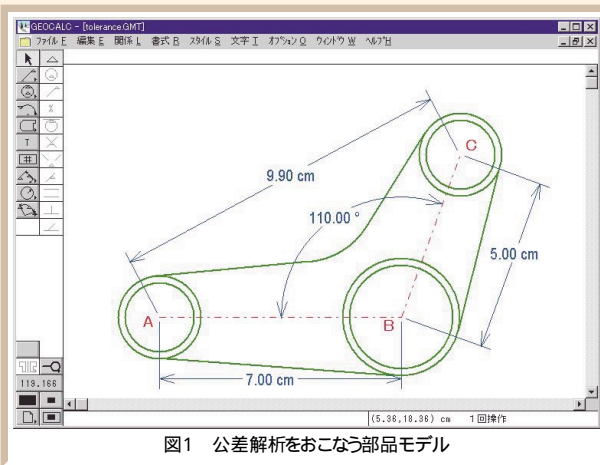 GEOCALC - [tolerance.GMT]
ファイル F 編集 E 関係 L 書式 R スタイル S 文字 T オプション O ウィンドウ W ヘルプ H
T
C
9.90 cm
110.00 °
5.00 cm
A
B
7.00 cm
113.166
(5.36,18.36) cm 1回操作
図1 公差解析をおこなう部品モデル